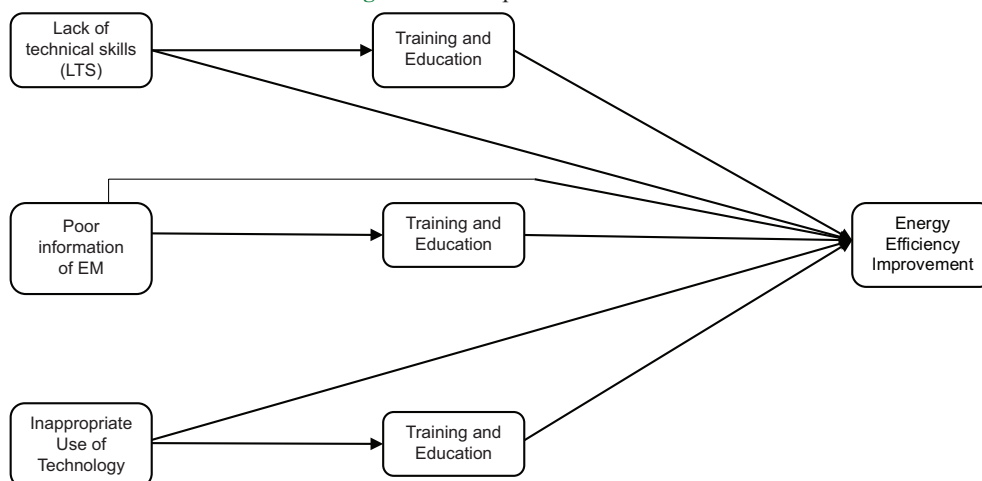 Lack of
technical skills
(LTS)
Training and
Education
Poor
information
of EM
Training and
Education
Energy
Efficiency
Improvement
Inappropriate
Use of
Technology
Training and
Education